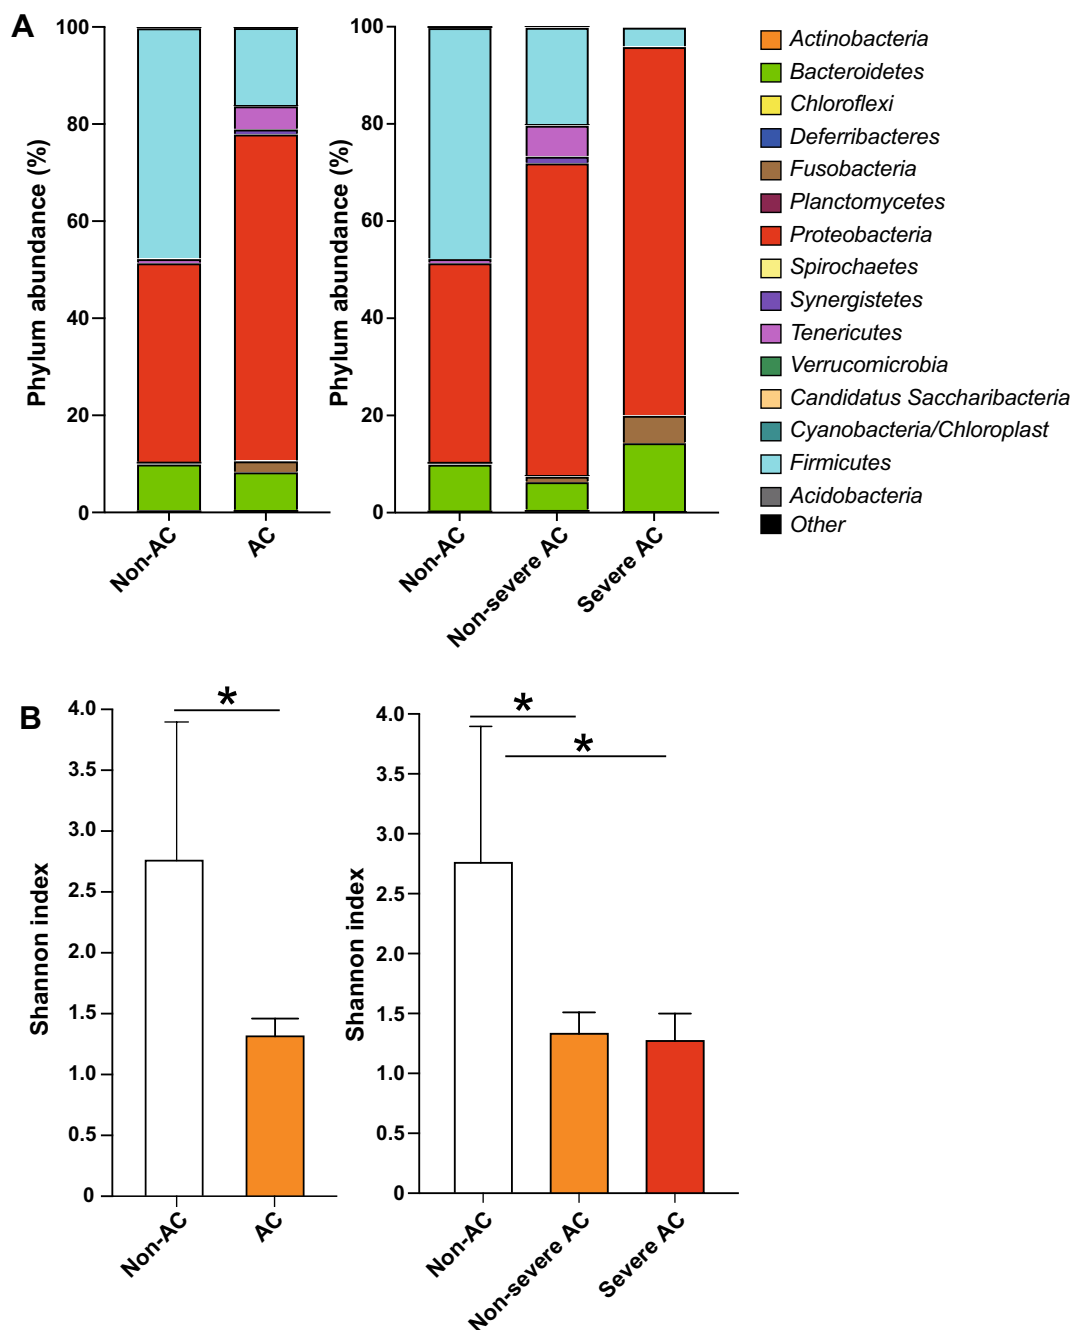 A
Phylum abundance (%)
100
80
60
40
20
0
Non-AC
AC
Phylum abundance (%)
100
80
60
40
20
0
Non-AC
Non-severe AC
Severe AC
Actinobacteria
Bacteroidetes
Chloroflexi
Deferribacteres
Fusobacteria
Planctomycetes
Proteobacteria
Spirochaetes
Synergistetes
Tenericutes
Verrucomicrobia
Candidatus Saccharibacteria
Cyanobacteria/Chloroplast
Firmicutes
Acidobacteria
Other
B
Shannon index
4.0
3.5
3.0
2.5
2.0
1.5
1.0
0.5
0
*
Non-AC
AC
Shannon index
4.0
3.5
3.0
2.5
2.0
1.5
1.0
0.5
0
*
*
Non-AC
Non-severe AC
Severe AC